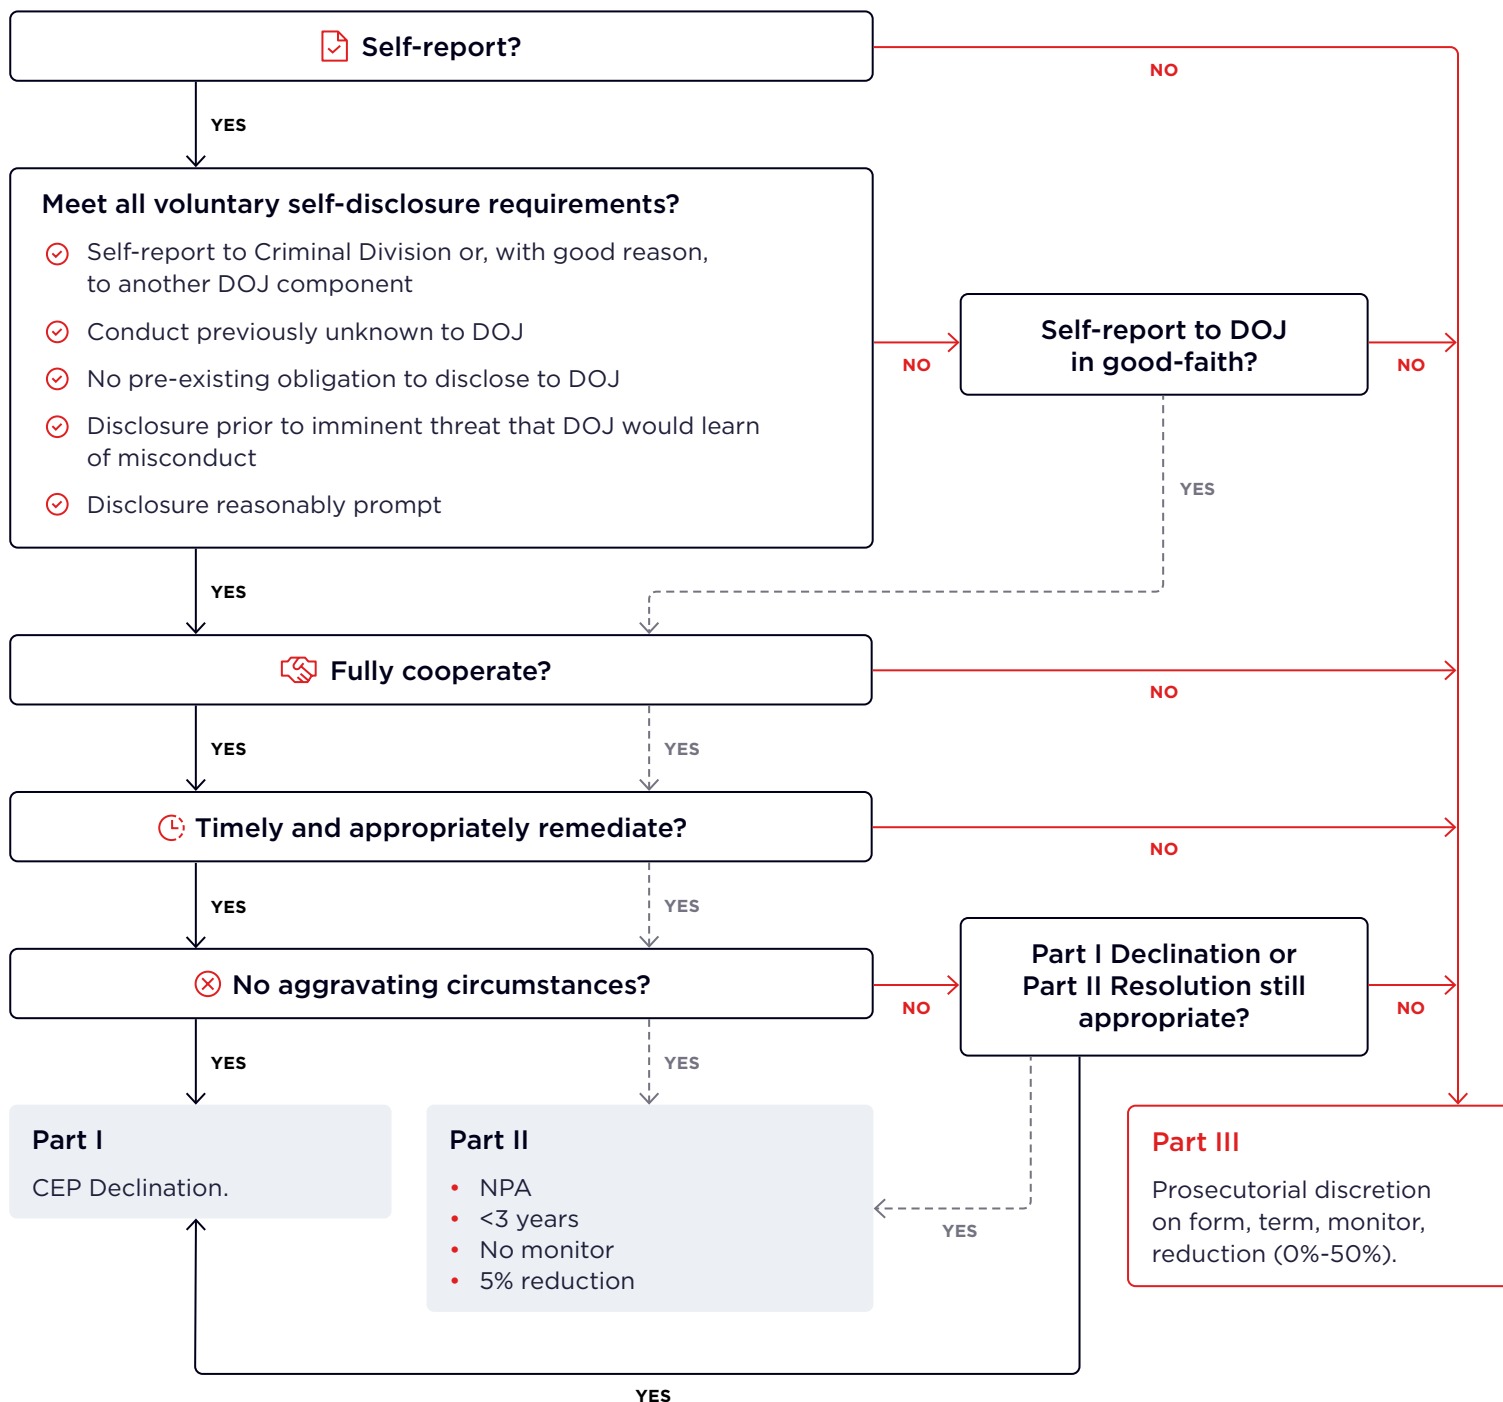 Self-report?
NO
YES
Meet all voluntary self-disclosure requirements?
Self-report to Criminal Division or, with good reason,
to another DOJ component
Conduct previously unknown to DOJ
No pre-existing obligation to disclose to DOJ
Disclosure prior to imminent threat that DOJ would learn
of misconduct
Disclosure reasonably prompt
NO
Self-report to DOJ
in good-faith?
NO
YES
YES
Fully cooperate?
NO
YES
YES
Timely and appropriately remediate?
NO
YES
YES
No aggravating circumstances?
NO
Part I Declination or
Part II Resolution still
appropriate?
NO
YES
YES
Part I
CEP Declination.
Part II
NPA
<3 years
No monitor
5% reduction
YES
Part III
Prosecutorial discretion
on form, term, monitor,
reduction (0%-50%).
YES